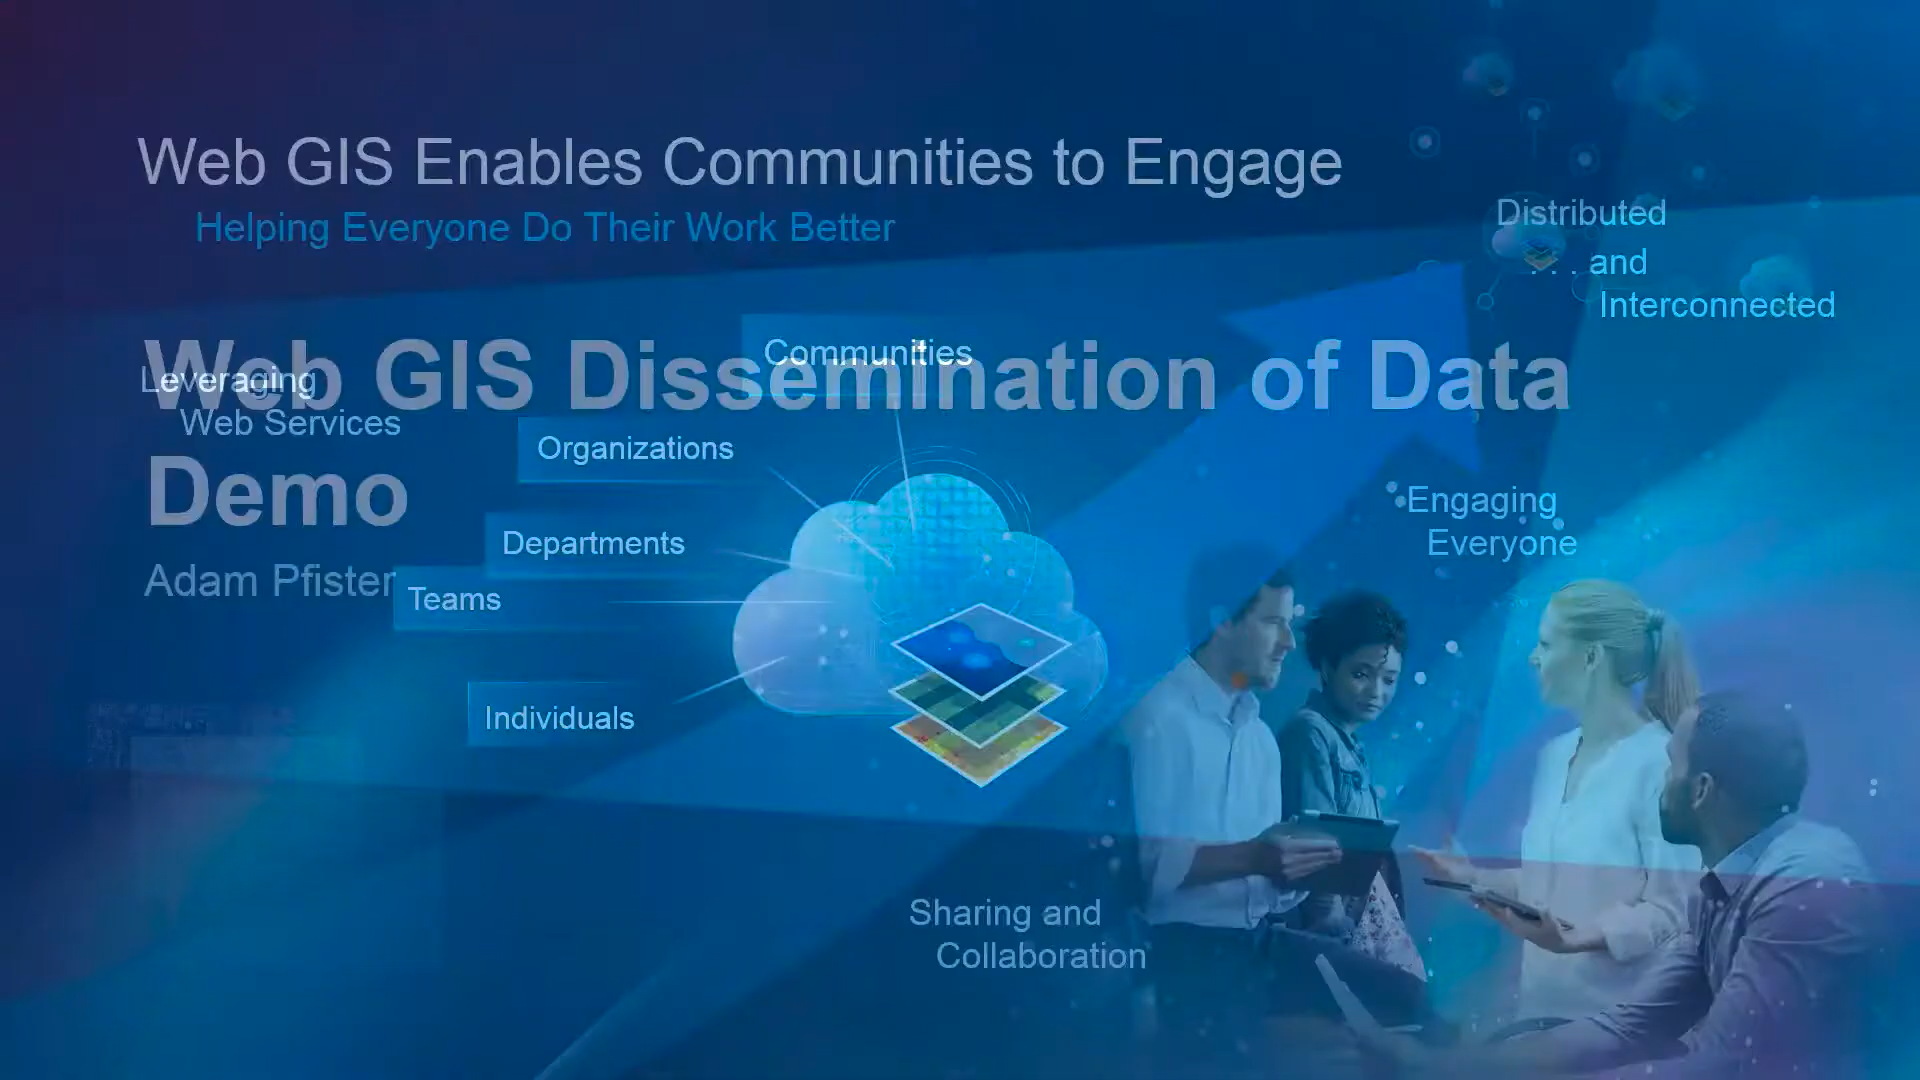 Web GIS Enables Communities to Engage
Helping Everyone Do Their Work Better
Distributed
. . . and
Interconnected
Web GIS Dissemination of Data
Demo
Adam Pfister
Leveraging
Web Services
Communities
Organizations
Departments
Teams
Individuals
Engaging
Everyone
Sharing and
Collaboration